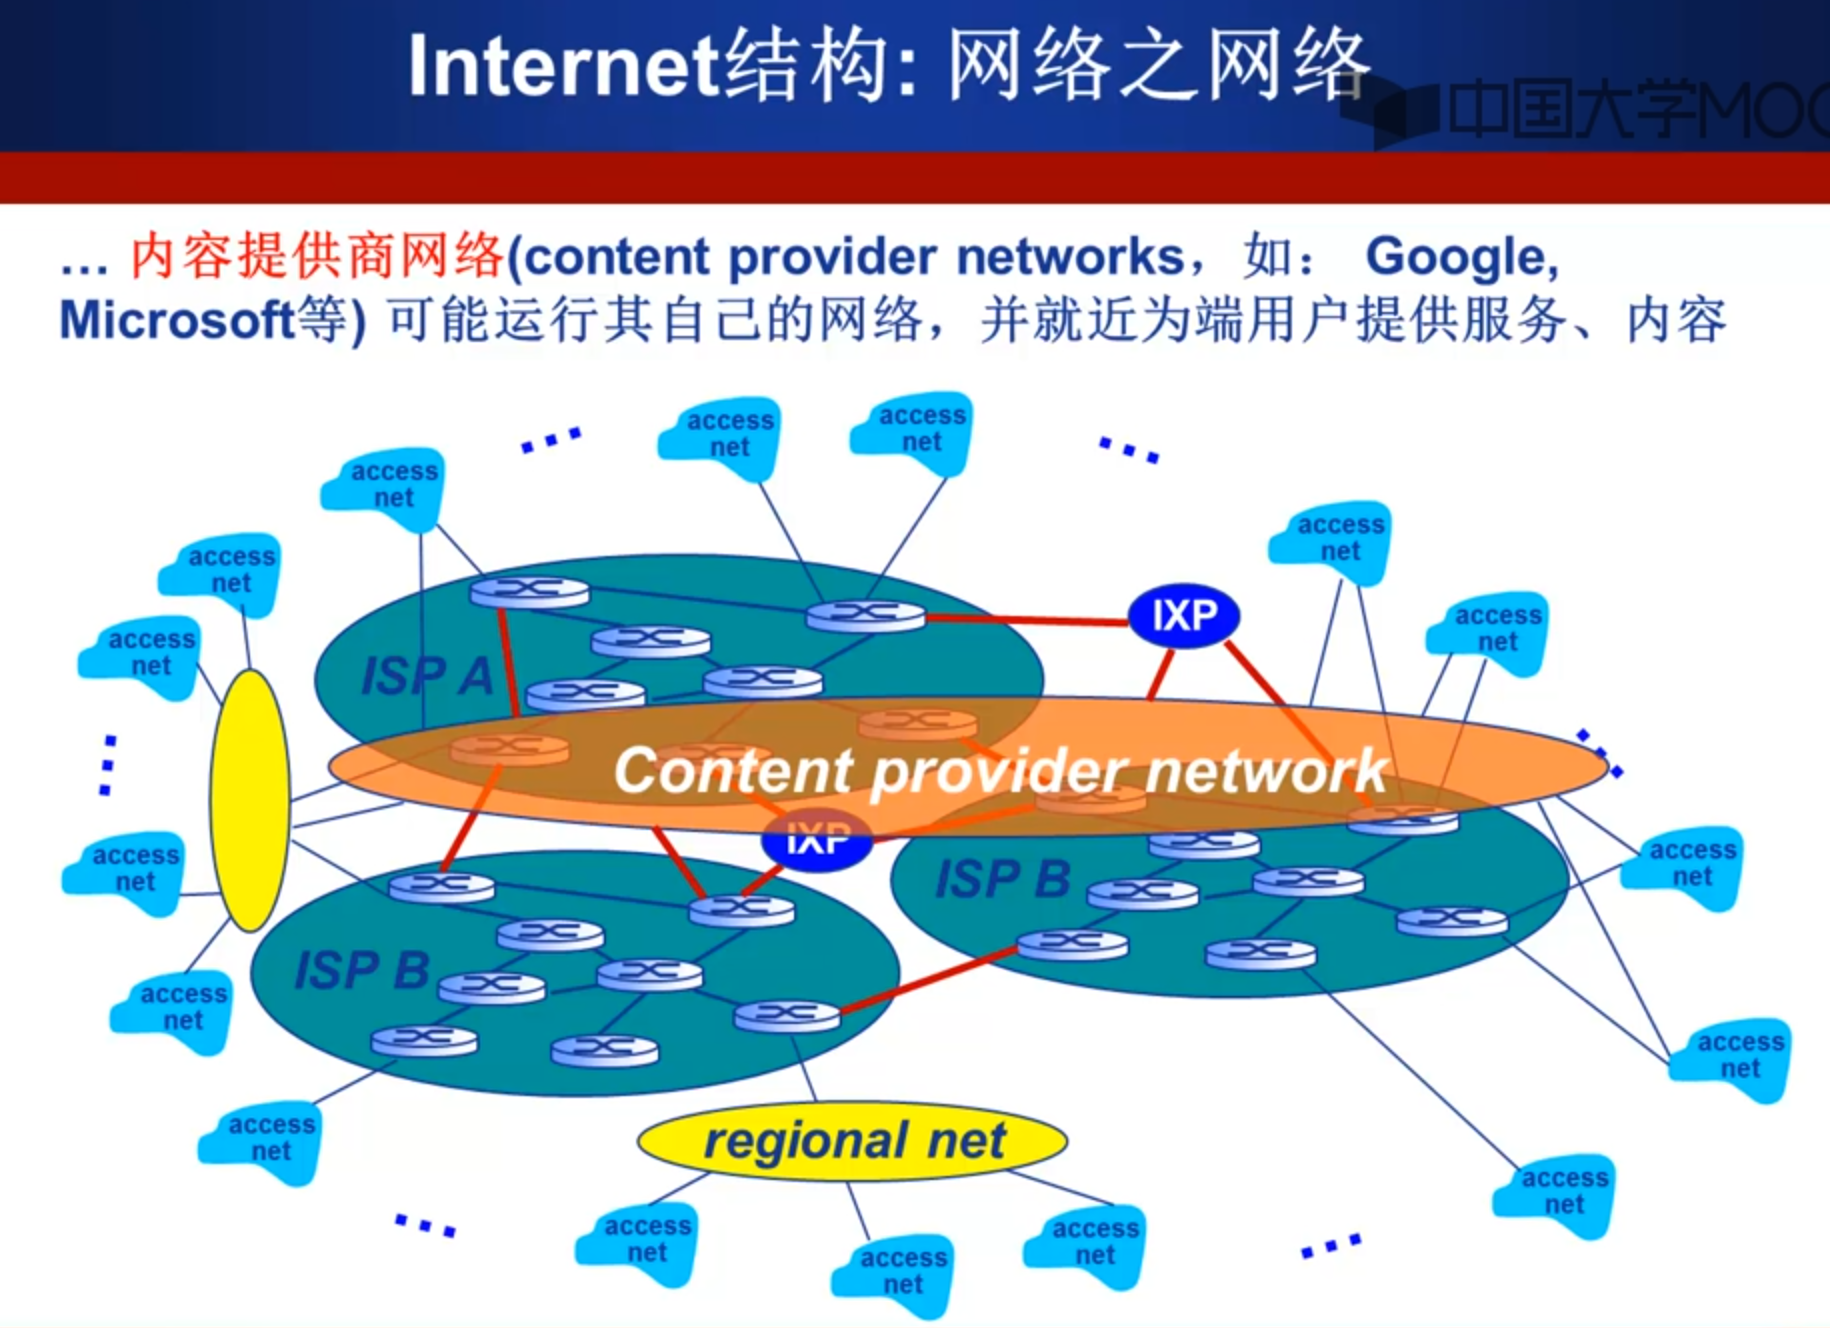 Internet结构: 网络之网络
中国大学MOO
… 内容提供商网络(content provider networks，如： Google,
Microsoft等) 可能运行其自己的网络，并就近为端用户提供服务、内容
access
net
access
net
access
net
access
net
access
net
access
net
access
net
IXP
ISP A
Content provider network
IXP
access
net
ISP B
access
net
ISP B
access
net
access
net
access
net
regional net
access
net
access
net
access
net
access
net